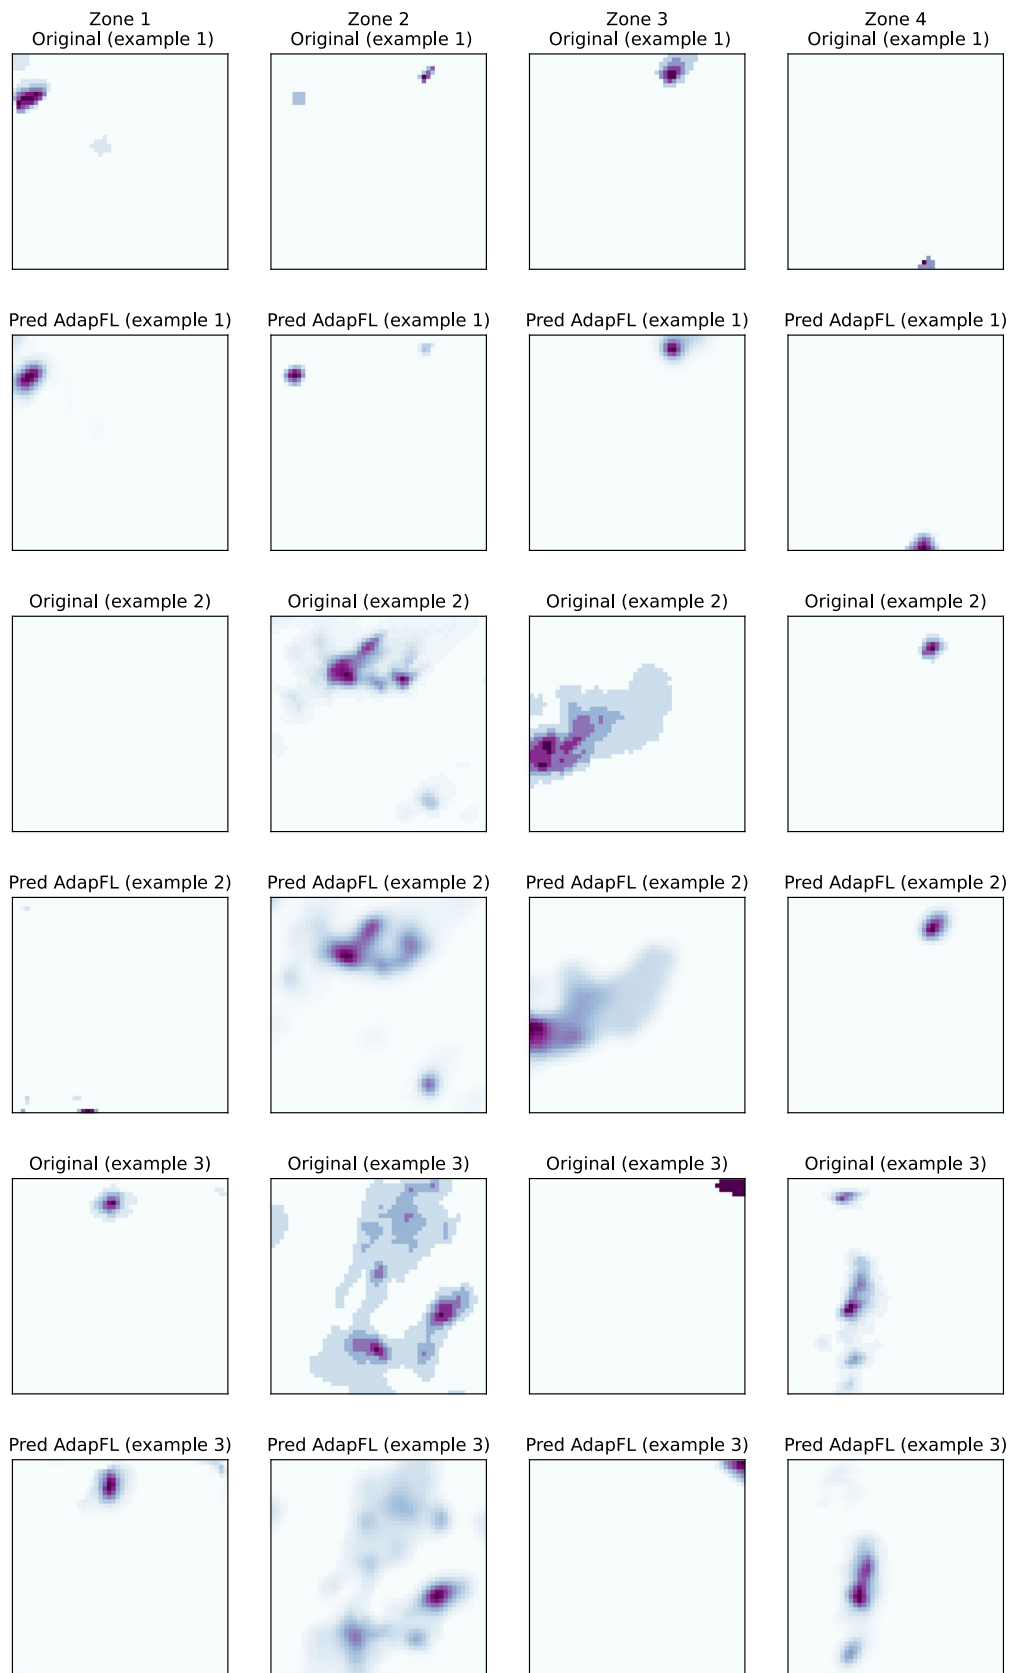 Zone 1
Original (example 1)
Zone 2
Original (example 1)
Zone 3
Original (example 1)
Zone 4
Original (example 1)
Pred AdapFL (example 1)
Pred AdapFL (example 1)
Pred AdapFL (example 1)
Pred AdapFL (example 1)
Original (example 2)
Original (example 2)
Original (example 2)
Original (example 2)
Pred AdapFL (example 2)
Pred AdapFL (example 2)
Pred AdapFL (example 2)
Pred AdapFL (example 2)
Original (example 3)
Original (example 3)
Original (example 3)
Original (example 3)
Pred AdapFL (example 3)
Pred AdapFL (example 3)
Pred AdapFL (example 3)
Pred AdapFL (example 3)